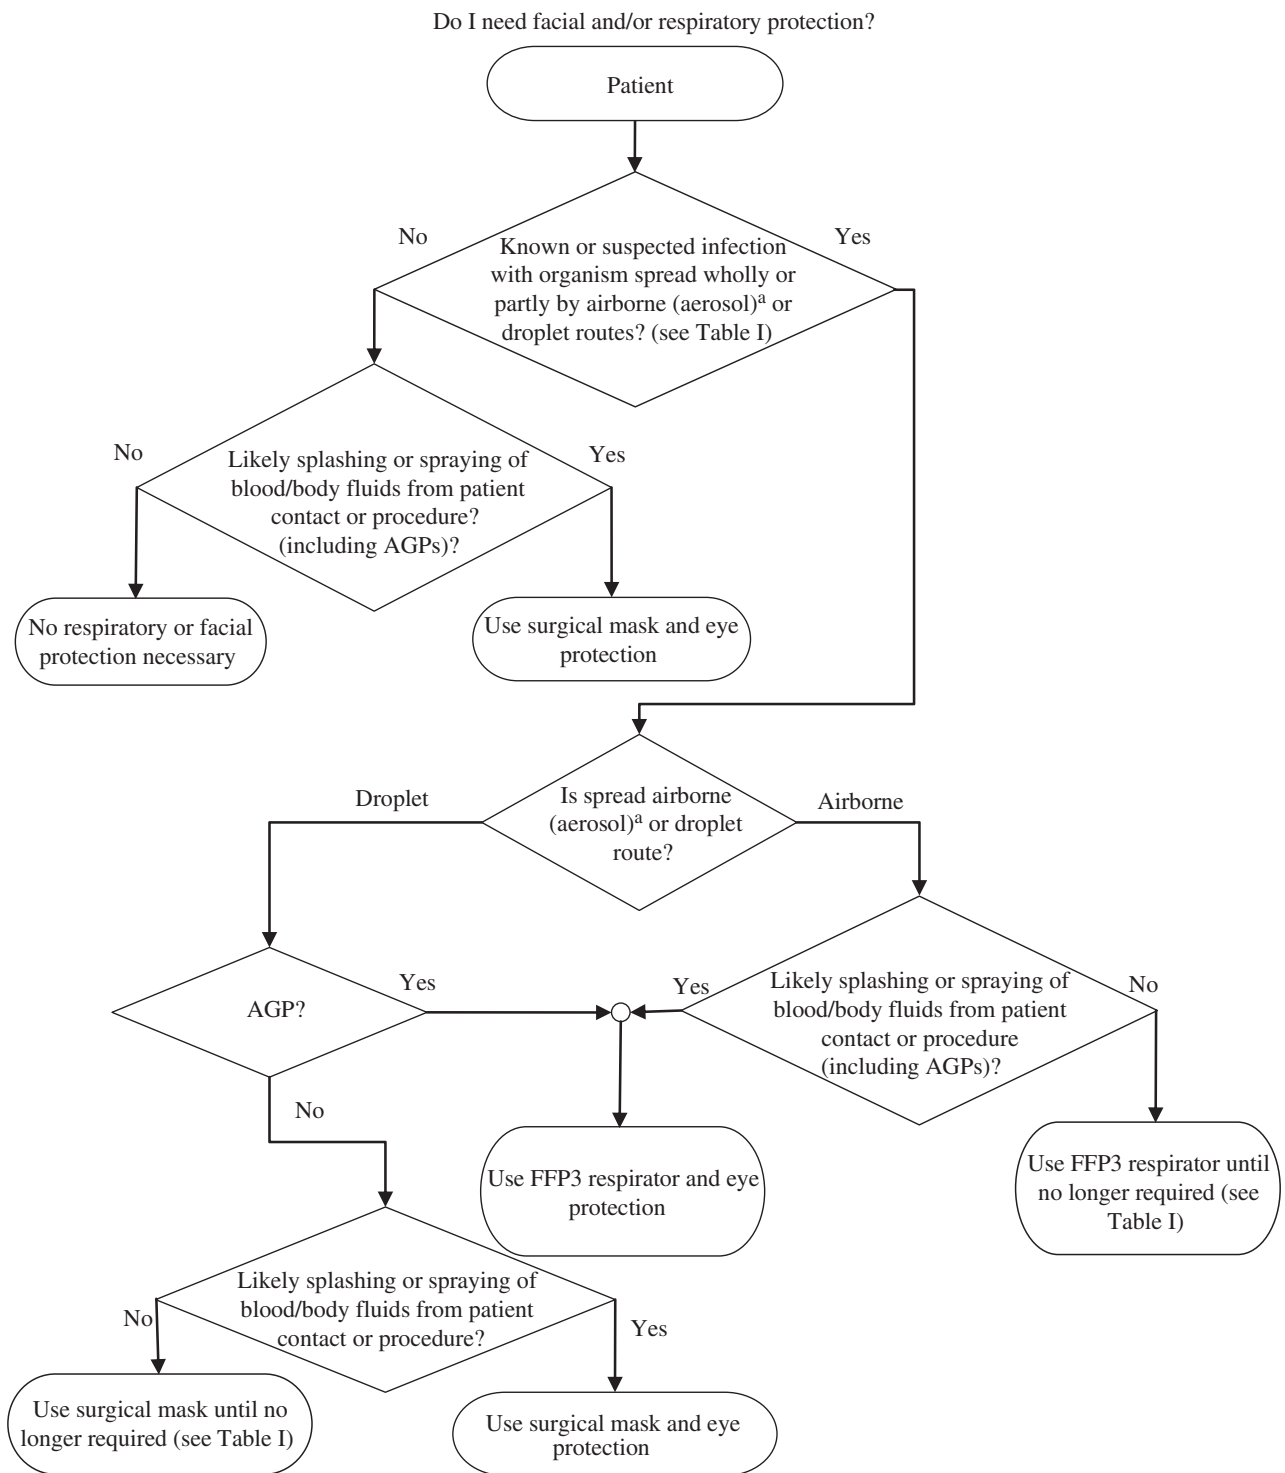 Do I need facial and/or respiratory protection?
Patient
No
Yes
Known or suspected infection
with organism spread wholly or
partly by airborne (aerosol)ᵃ or
droplet routes? (see Table I)
No
Yes
Likely splashing or spraying of
blood/body fluids from patient
contact or procedure?
(including AGPs)?
No respiratory or facial
protection necessary
Use surgical mask and eye
protection
Droplet
Airborne
Is spread airborne
(aerosol)ᵃ or droplet
route?
AGP?
Yes
Yes
No
Likely splashing or spraying of
blood/body fluids from patient
contact or procedure
(including AGPs)?
No
Use FFP3 respirator and eye
protection
Use FFP3 respirator until
no longer required (see
Table I)
Likely splashing or spraying of
blood/body fluids from patient
contact or procedure?
No
Yes
Use surgical mask until no
longer required (see Table I)
Use surgical mask and eye
protection